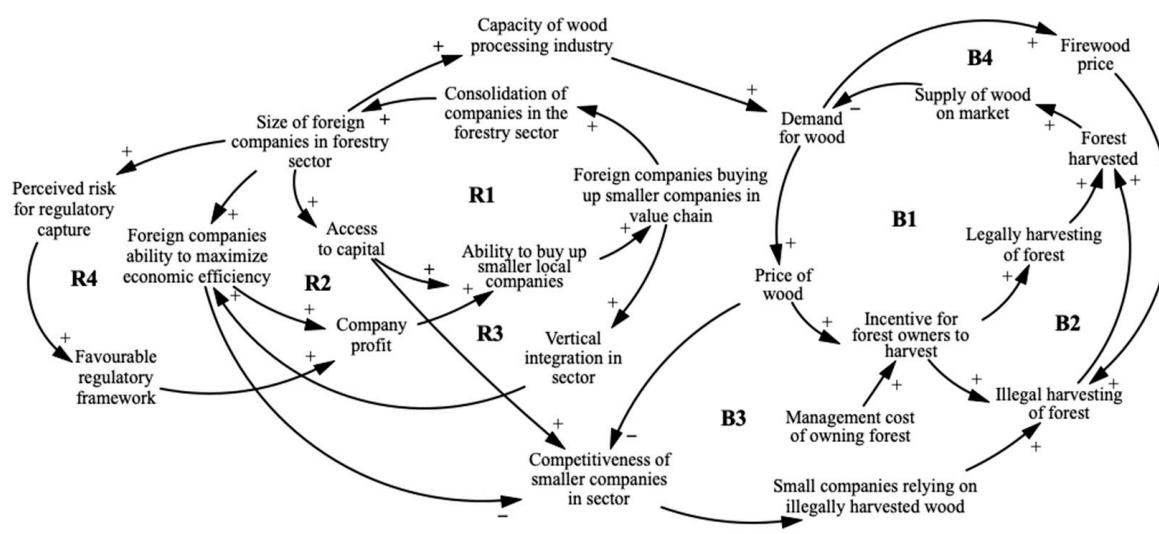 Capacity of wood
processing industry
+
+
B4
+
Firewood
price
Consolidation of
companies in the
forestry sector
+
+
Supply of wood
on market
–
+
Demand
for wood
Size of foreign
companies in forestry
sector
+
Forest
harvested
+
+
Perceived risk
for regulatory
capture
R1
Foreign companies buying
up smaller companies in
value chain
+
B1
+
+
Foreign companies
ability to maximize
economic efficiency
+
Access
to capital
Ability to buy up
smaller local
companies
+
+
Legally harvesting
of forest
+
R4
R2
Price of
wood
+
+
Company
profit
+
+
R3
+
Vertical
integration in
sector
+
Incentive for
forest owners to
harvest
B2
+
Favourable
regulatory
framework
+
+
Illegal harvesting
of forest
+
+
Management cost
of owning forest
B3
+
–
+
Competitiveness of
smaller companies
in sector
–
Small companies relying on
illegally harvested wood